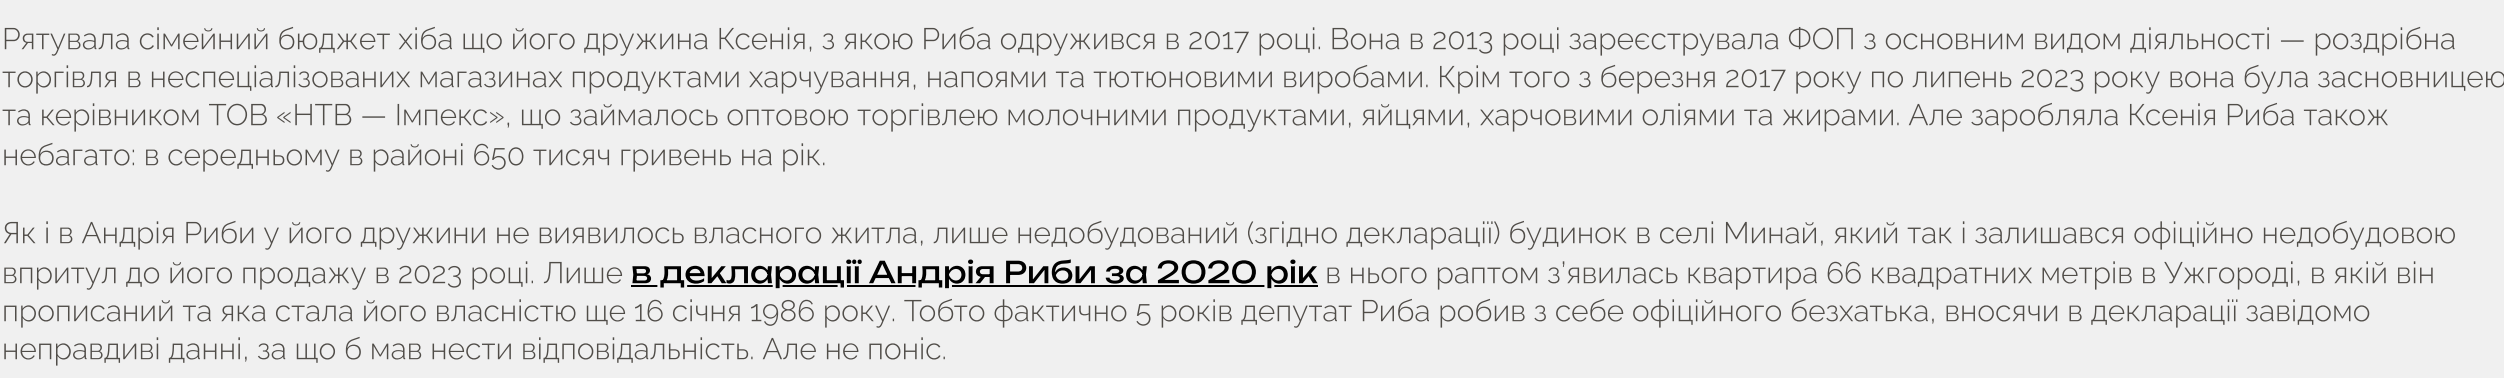 Рятувала сімейний бюджет хіба що його дружина Ксенія, з якою Риба одружився в 2017 році. Вона в 2013 році зареєструвала ФОП з основним видом діяльності — роздрібна
торгівля в неспеціалізованих магазинах продуктами харчування, напоями та тютюновими виробами. Крім того з березня 2017 року по липень 2023 року вона була засновницею
та керівником ТОВ «НТВ — Імпекс», що займалось оптовою торгівлею молочними продуктами, яйцями, харчовими оліями та жирами. Але заробляла Ксенія Риба також
небагато: в середньому в районі 650 тисяч гривень на рік.
Як і в Андрія Риби у його дружини не виявилось власного житла, лише недобудований (згідно декларації) будинок в селі Минай, який так і залишався офіційно недобудовою
впритул до його продажу в 2023 році. Лише в декларації Андрія Риби за 2020 рік в нього раптом з’явилась квартира 66 квадратних метрів в Ужгороді, в якій він
прописаний та яка стала його власністю ще 16 січня 1986 року. Тобто фактично 5 років депутат Риба робив з себе офіційного безхатька, вносячи в декларації завідомо
неправдиві данні, за що б мав нести відповідальність. Але не поніс.